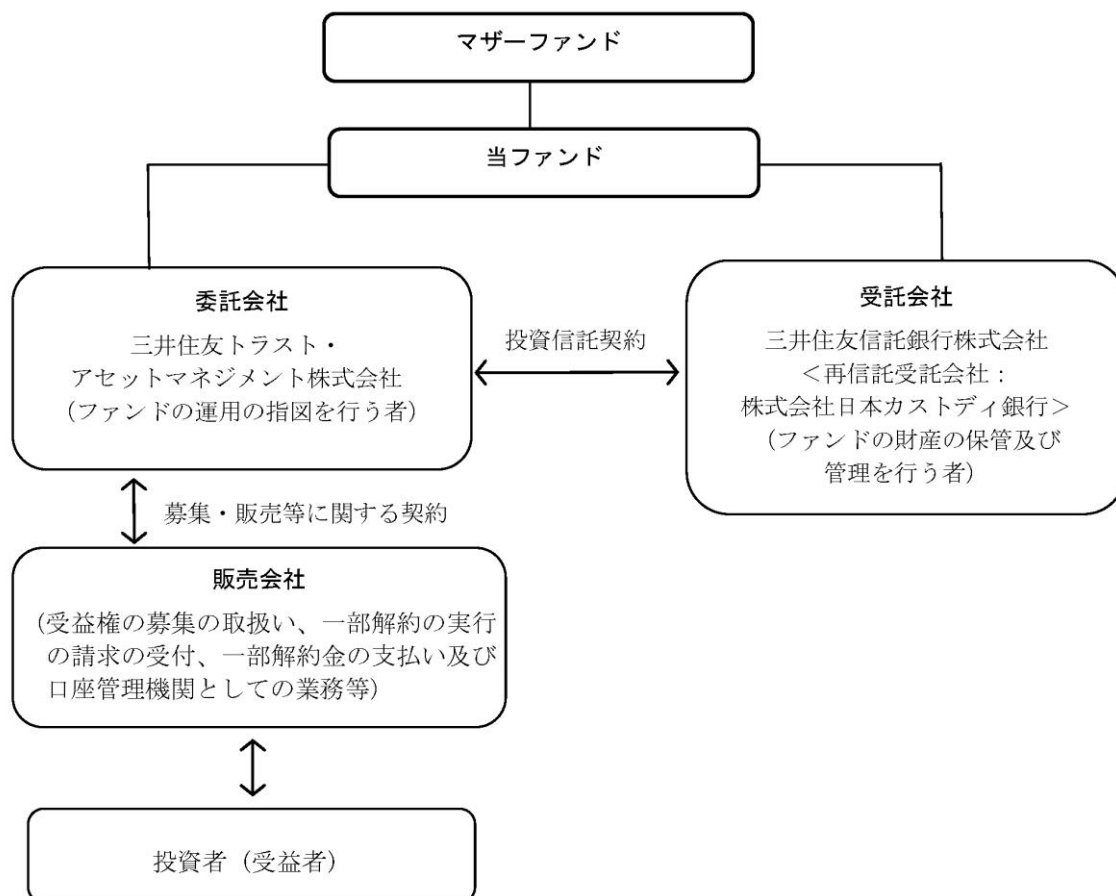 マザーファンド
当ファンド
委託会社
三井住友トラスト・
アセットマネジメント株式会社
（ファンドの運用の指図を行う者）
投資信託契約
受託会社
三井住友信託銀行株式会社
＜再信託受託会社：
株式会社日本カストディ銀行＞
（ファンドの財産の保管及び
管理を行う者）
募集・販売等に関する契約
販売会社
（受益権の募集の取扱い、一部解約の実行
の請求の受付、一部解約金の支払い及び
口座管理機関としての業務等）
投資者（受益者）